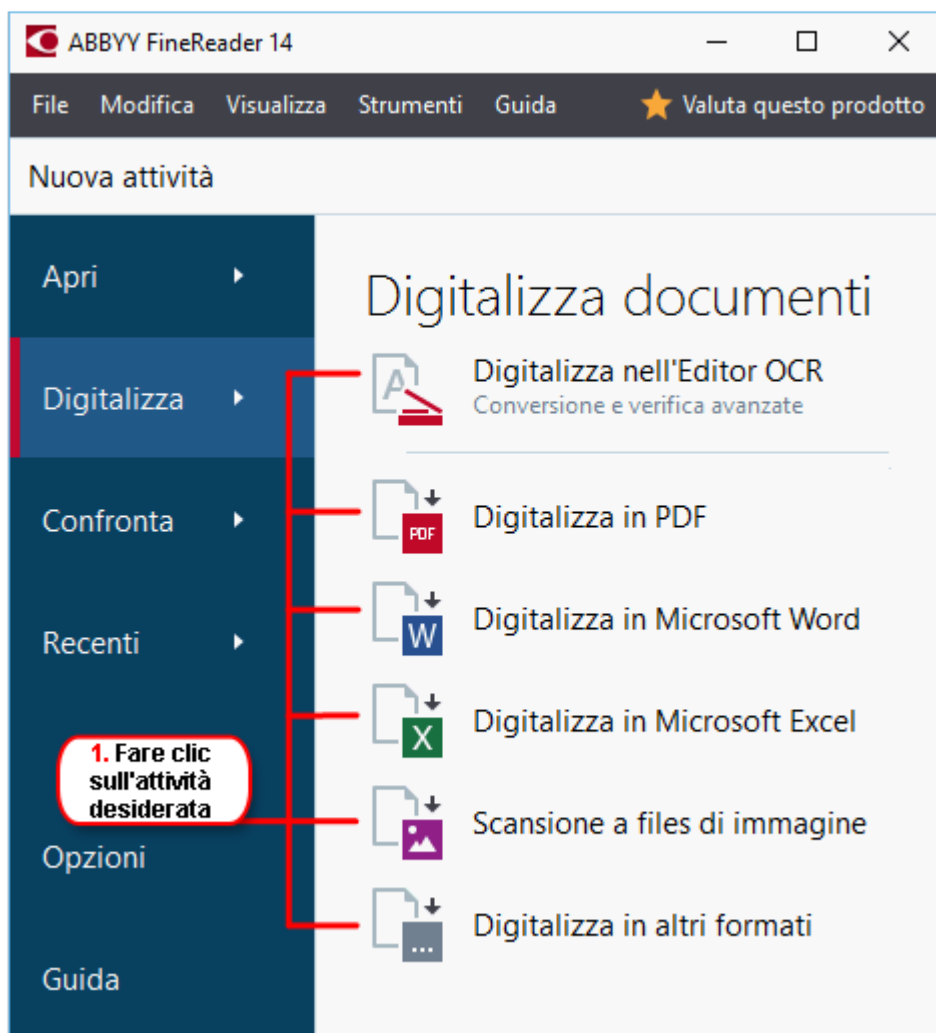 ABBYY FineReader 14
File Modifica Visualizza Strumenti Guida Valuta questo prodotto
Nuova attività
Apri
Digitalizza
Confronta
Recenti
1. Fare clic
sull'attività
desiderata
Opzioni
Guida
Digitalizza documenti
A
Digitalizza nell'Editor OCR
Conversione e verifica avanzate
PDF
Digitalizza in PDF
W
Digitalizza in Microsoft Word
X
Digitalizza in Microsoft Excel
Scansione a files di immagine
...
Digitalizza in altri formati